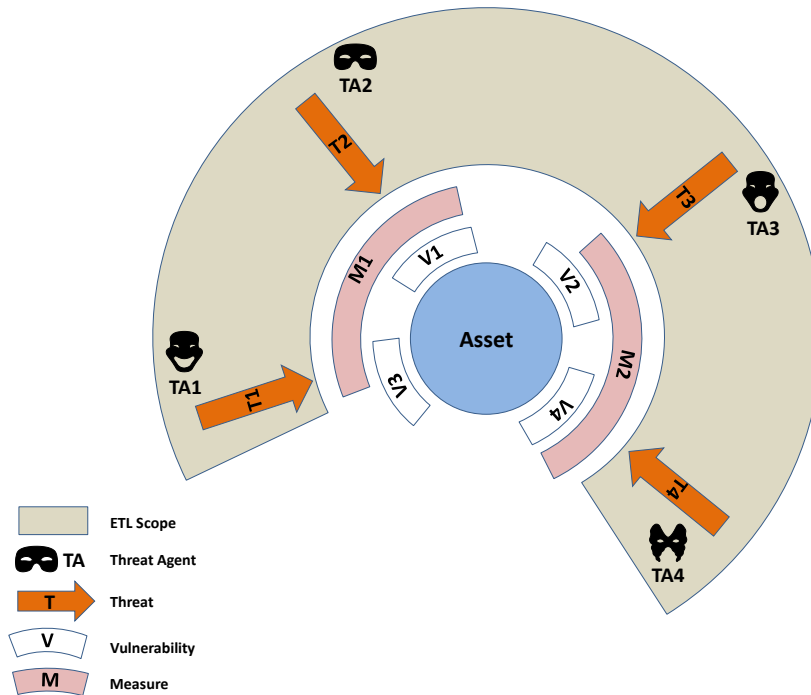 TA2
T2
T3
TA3
M1
V1
V2
Asset
TA1
T1
V3
M2
V4
T4
TA4
ETL Scope
TA Threat Agent
T Threat
V Vulnerability
M Measure